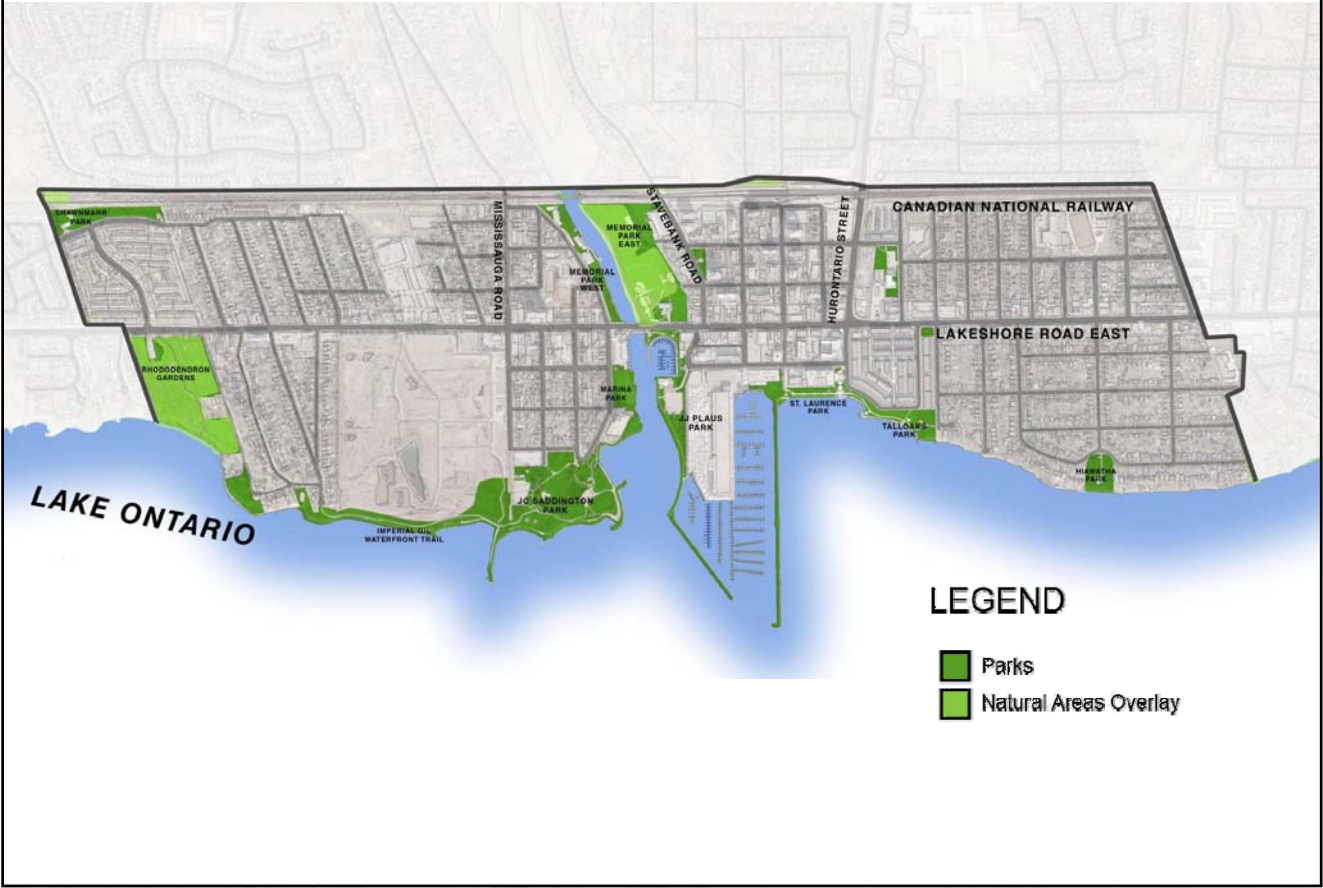 SHAWNMARR
PARK
MISSISSAUGA ROAD
MEMORIAL
PARK
EAST
STAVEBANK ROAD
HURONTARIO STREET
CANADIAN NATIONAL RAILWAY
MEMORIAL
PARK
WEST
LAKESHORE ROAD EAST
RHODODENDRON
GARDENS
MARINA
PARK
JJ PLAUS
PARK
ST. LAURENCE
PARK
TALLOAKS
PARK
HIAWATHA
PARK
LAKE ONTARIO
JC SADDINGTON
PARK
IMPERIAL OIL
WATERFRONT TRAIL
LEGEND
Parks
Natural Areas Overlay